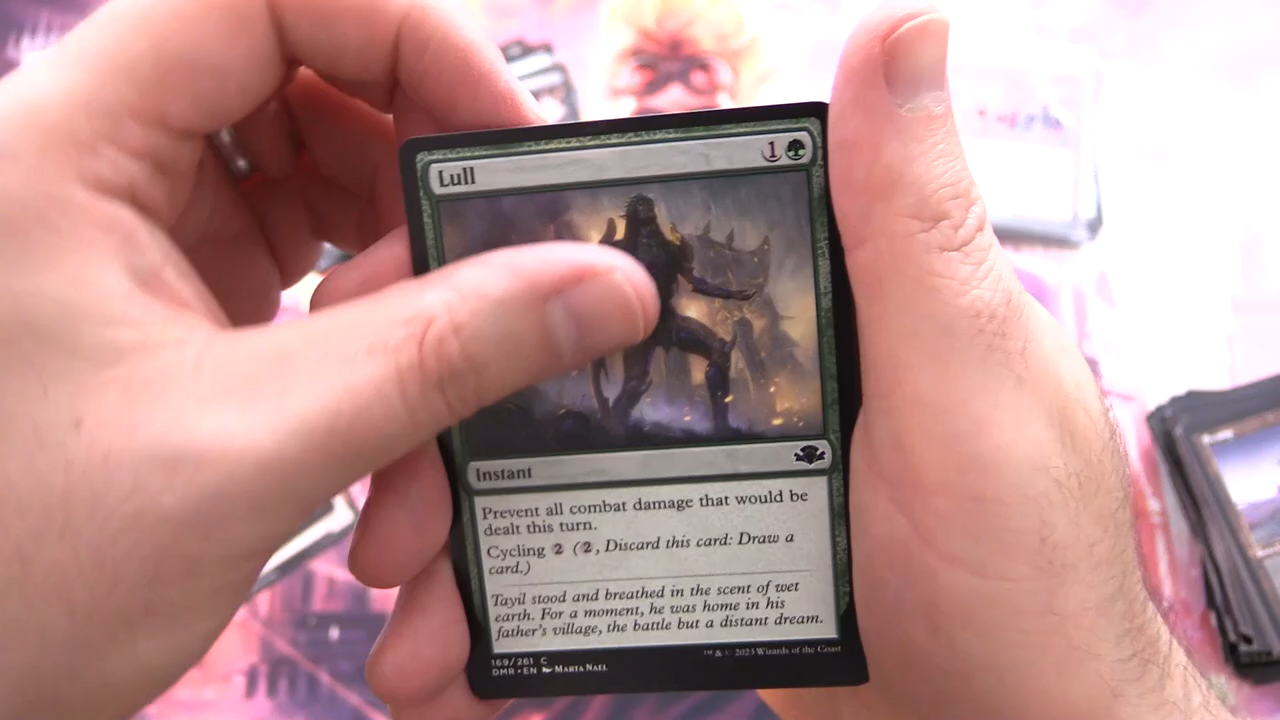 Lull 1
Instant
Prevent all combat damage that would be
dealt this turn.
Cycling 2 (2, Discard this card: Draw a
card.)
Tayil stood and breathed in the scent of wet
earth. For a moment, he was home in his
father's village, the battle but a distant dream.
169/261 C
DMR • EN Marta Nael
™ & © 2023 Wizards of the Coast